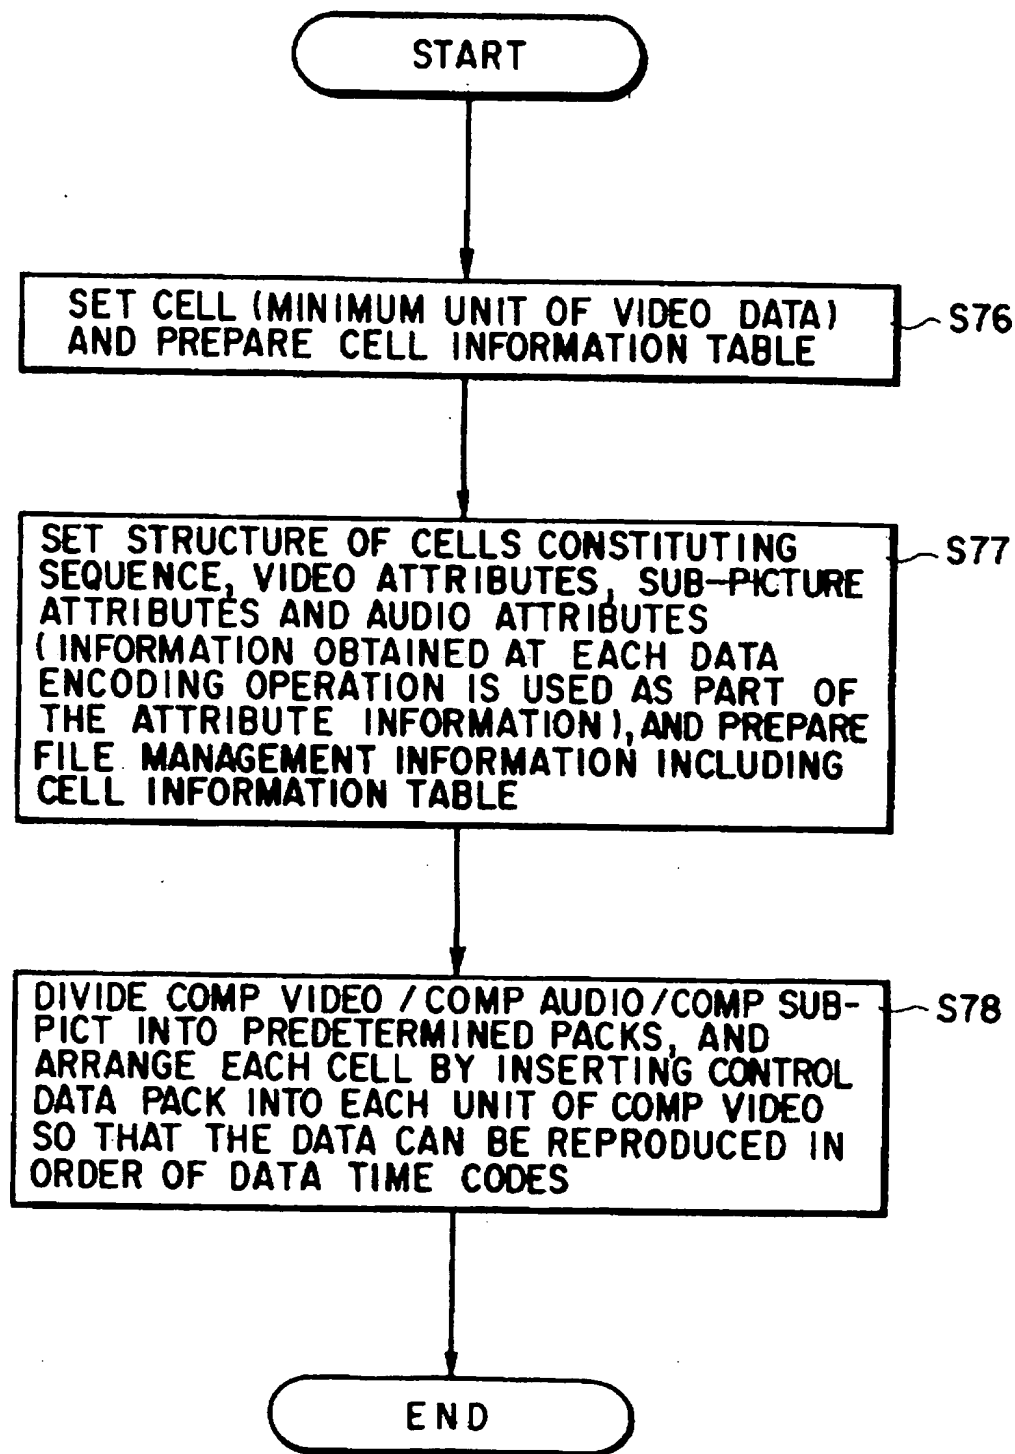 START
SET CELL (MINIMUM UNIT OF VIDEO DATA)
AND PREPARE CELL INFORMATION TABLE
S76
SET STRUCTURE OF CELLS CONSTITUTING
SEQUENCE, VIDEO ATTRIBUTES, SUB-PICTURE
ATTRIBUTES AND AUDIO ATTRIBUTES
(INFORMATION OBTAINED AT EACH DATA
ENCODING OPERATION IS USED AS PART OF
THE ATTRIBUTE INFORMATION), AND PREPARE
FILE MANAGEMENT INFORMATION INCLUDING
CELL INFORMATION TABLE
S77
DIVIDE COMP VIDEO / COMP AUDIO/COMP SUB-
PICT INTO PREDETERMINED PACKS, AND
ARRANGE EACH CELL BY INSERTING CONTROL
DATA PACK INTO EACH UNIT OF COMP VIDEO
SO THAT THE DATA CAN BE REPRODUCED IN
ORDER OF DATA TIME CODES
S78
END